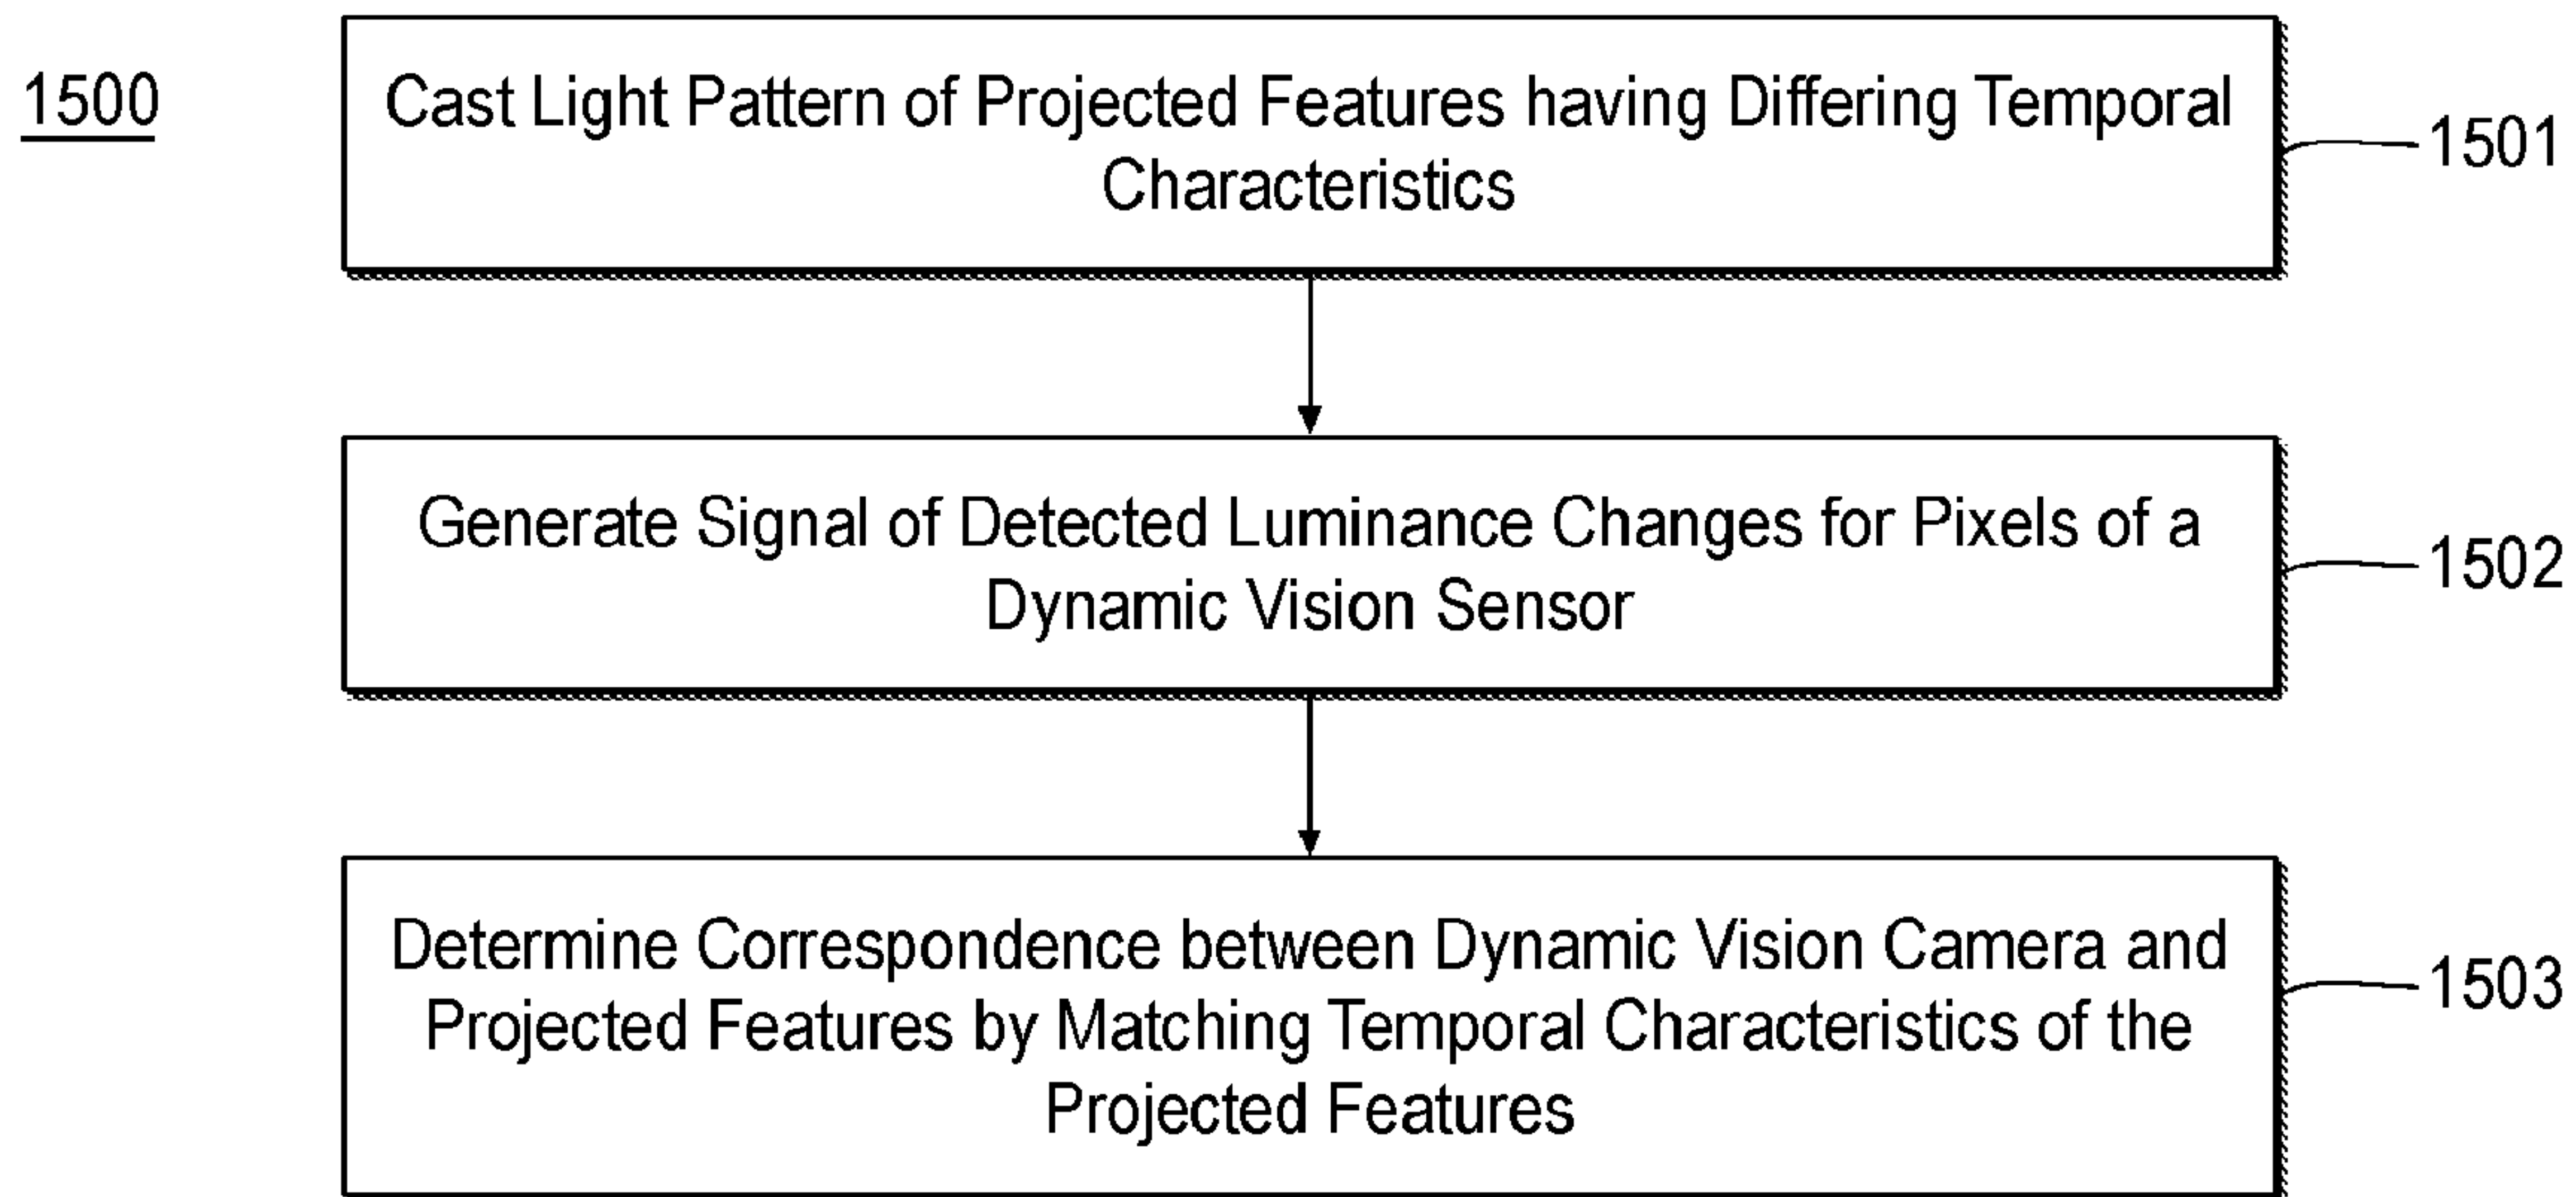 1500
Cast Light Pattern of Projected Features having Differing Temporal
Characteristics
1501
Generate Signal of Detected Luminance Changes for Pixels of a
Dynamic Vision Sensor
1502
Determine Correspondence between Dynamic Vision Camera and
Projected Features by Matching Temporal Characteristics of the
Projected Features
1503